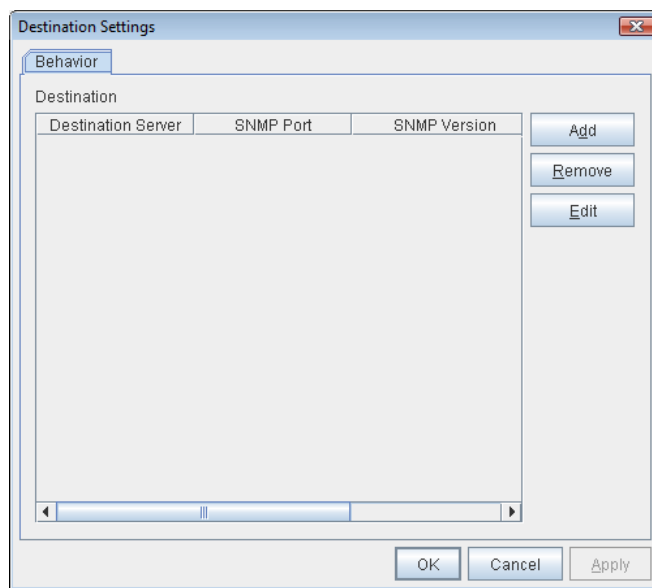 Destination Settings
Behavior
Destination
Destination Server SNMP Port SNMP Version
Add
Remove
Edit
OK Cancel Apply